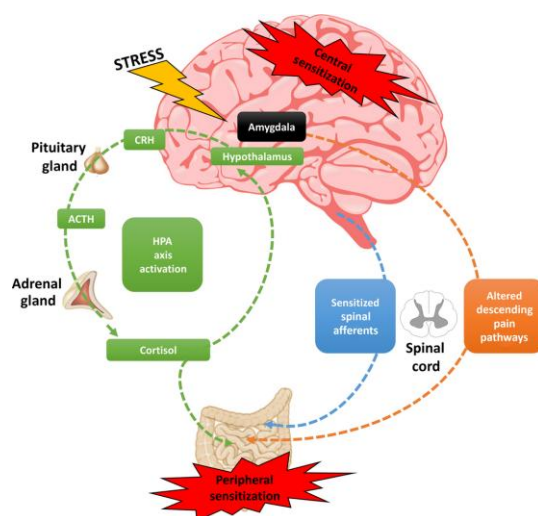 STRESS
Central
sensitization
Amygdala
CRH
Hypothalamus
Pituitary
gland
ACTH
HPA
axis
activation
Adrenal
gland
Cortisol
Sensitized
spinal
afferents
Spinal
cord
Altered
descending
pain
pathways
Peripheral
sensitization